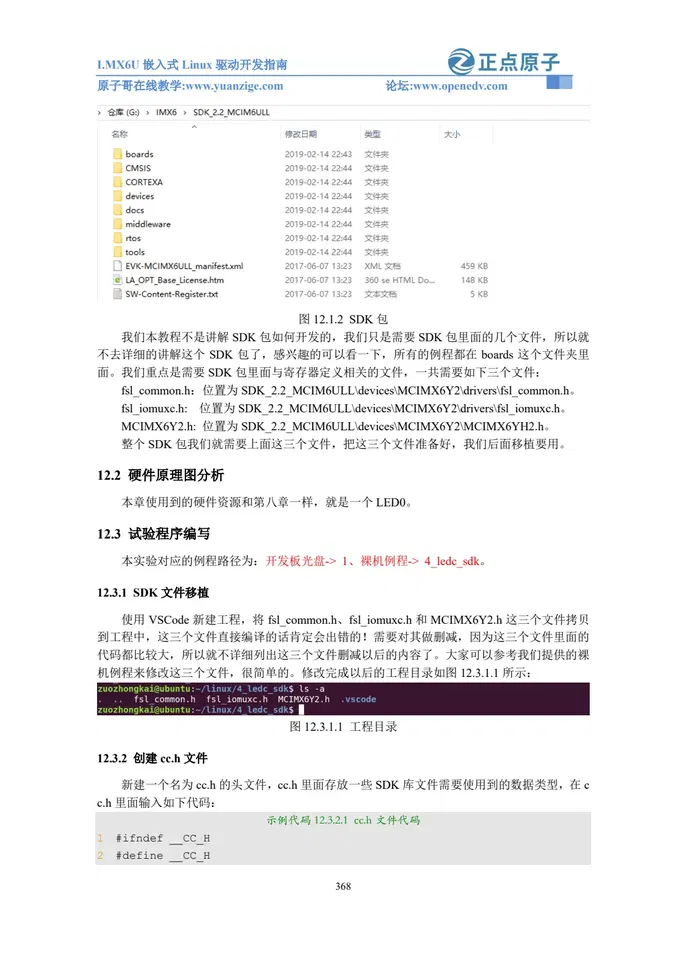 I.MX6U 嵌入式 Linux 驱动开发指南
正点原子
原子哥在线教学:www.yuanzige.com 论坛:www.openedv.com
› 仓库 (G:) › IMX6 › SDK_2.2_MCIM6ULL
名称 修改日期 类型 大小
boards 2019-02-14 22:43 文件夹
CMSIS 2019-02-14 22:44 文件夹
CORTEXA 2019-02-14 22:44 文件夹
devices 2019-02-14 22:44 文件夹
docs 2019-02-14 22:44 文件夹
middleware 2019-02-14 22:44 文件夹
rtos 2019-02-14 22:44 文件夹
tools 2019-02-14 22:44 文件夹
EVK-MCIMX6ULL_manifest.xml 2017-06-07 13:23 XML 文档 459 KB
LA_OPT_Base_License.htm 2017-06-07 13:23 360 se HTML Do... 148 KB
SW-Content-Register.txt 2017-06-07 13:23 文本文档 5 KB
图 12.1.2 SDK 包
我们本教程不是讲解 SDK 包如何开发的，我们只是需要 SDK 包里面的几个文件，所以就
不去详细的讲解这个 SDK 包了，感兴趣的可以看一下，所有的例程都在 boards 这个文件夹里
面。我们重点是需要 SDK 包里面与寄存器定义相关的文件，一共需要如下三个文件：
fsl_common.h：位置为 SDK_2.2_MCIM6ULL\devices\MCIMX6Y2\drivers\fsl_common.h。
fsl_iomuxc.h: 位置为 SDK_2.2_MCIM6ULL\devices\MCIMX6Y2\drivers\fsl_iomuxc.h。
MCIMX6Y2.h: 位置为 SDK_2.2_MCIM6ULL\devices\MCIMX6Y2\MCIMX6YH2.h。
整个 SDK 包我们就需要上面这三个文件，把这三个文件准备好，我们后面移植要用。
12.2 硬件原理图分析
本章使用到的硬件资源和第八章一样，就是一个 LED0。
12.3 试验程序编写
本实验对应的例程路径为：开发板光盘-> 1、裸机例程-> 4_ledc_sdk。
12.3.1 SDK 文件移植
使用 VSCode 新建工程，将 fsl_common.h、fsl_iomuxc.h 和 MCIMX6Y2.h 这三个文件拷贝
到工程中，这三个文件直接编译的话肯定会出错的！需要对其做删减，因为这三个文件里面的
代码都比较大，所以就不详细列出这三个文件删减以后的内容了。大家可以参考我们提供的裸
机例程来修改这三个文件，很简单的。修改完成以后的工程目录如图 12.3.1.1 所示：
zuozhongkai@ubuntu:~/linux/4_ledc_sdk$ ls -a
. .. fsl_common.h fsl_iomuxc.h MCIMX6Y2.h .vscode
zuozhongkai@ubuntu:~/linux/4_ledc_sdk$
图 12.3.1.1 工程目录
12.3.2 创建 cc.h 文件
新建一个名为 cc.h 的头文件，cc.h 里面存放一些 SDK 库文件需要使用到的数据类型，在 c
c.h 里面输入如下代码：
示例代码 12.3.2.1 cc.h 文件代码
1 #ifndef __CC_H
2 #define __CC_H
368